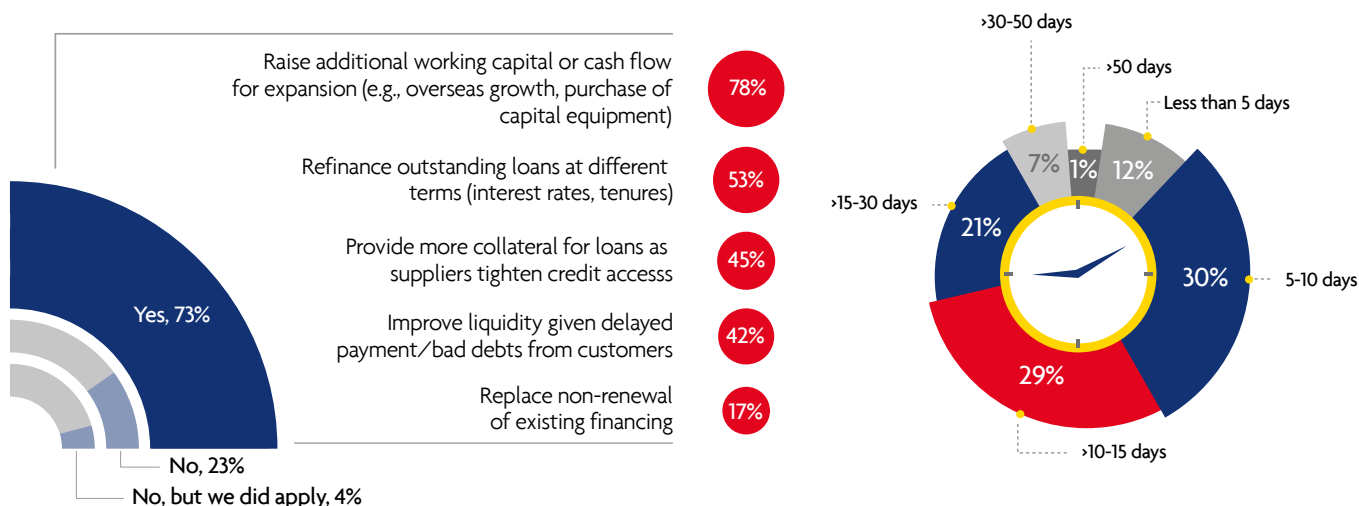 Raise additional working capital or cash flow
for expansion (e.g., overseas growth, purchase of
capital equipment)
78%
Refinance outstanding loans at different
terms (interest rates, tenures)
53%
Provide more collateral for loans as
suppliers tighten credit accesss
45%
Improve liquidity given delayed
payment/bad debts from customers
42%
Replace non-renewal
of existing financing
17%
Yes, 73%
No, 23%
No, but we did apply, 4%
>30-50 days
7%
>50 days
1%
Less than 5 days
12%
>15-30 days
21%
30%
5-10 days
29%
>10-15 days